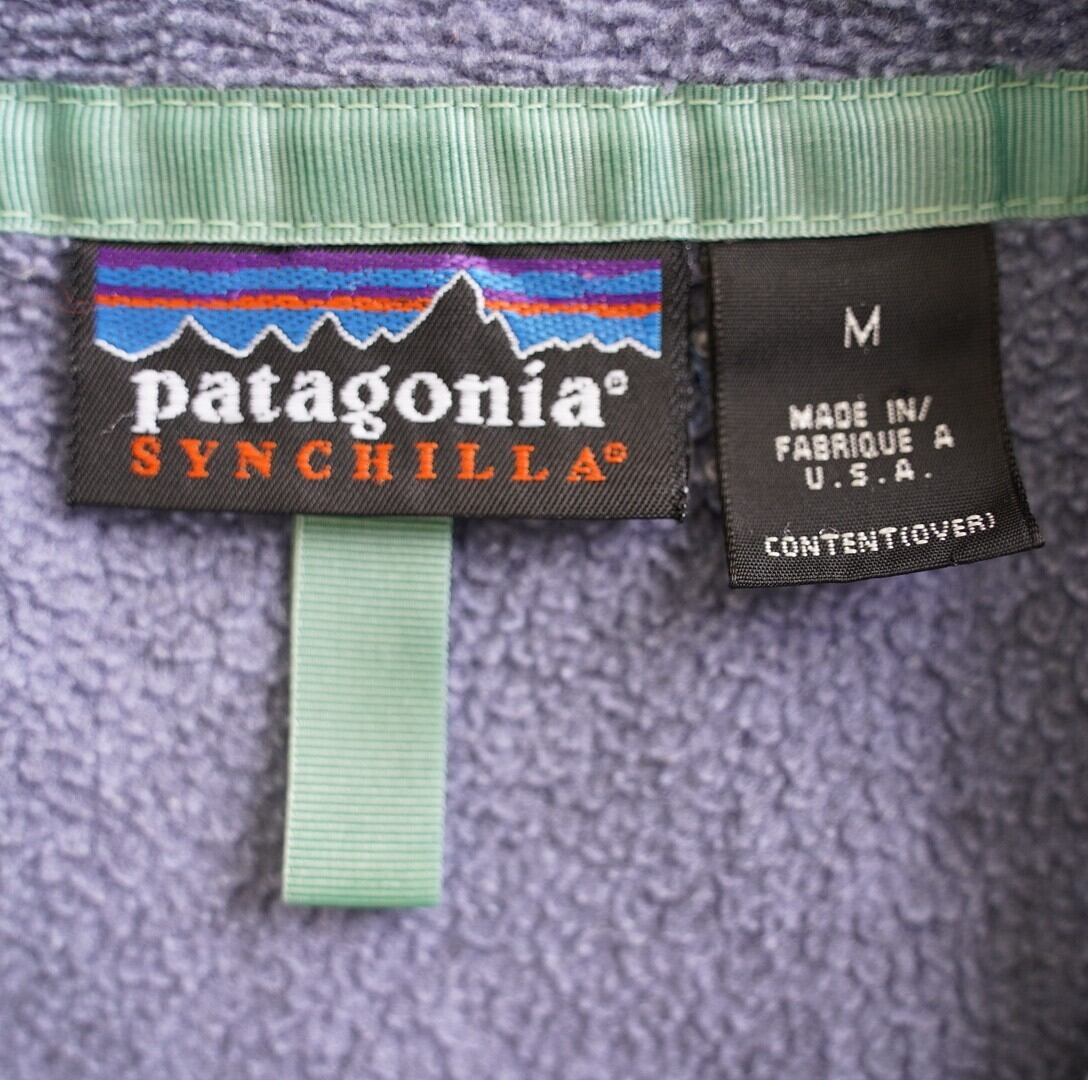 patagonia®
SYNCHILLA®
M
MADE IN/
FABRIQUE A
U.S.A.
CONTENT(OVER)